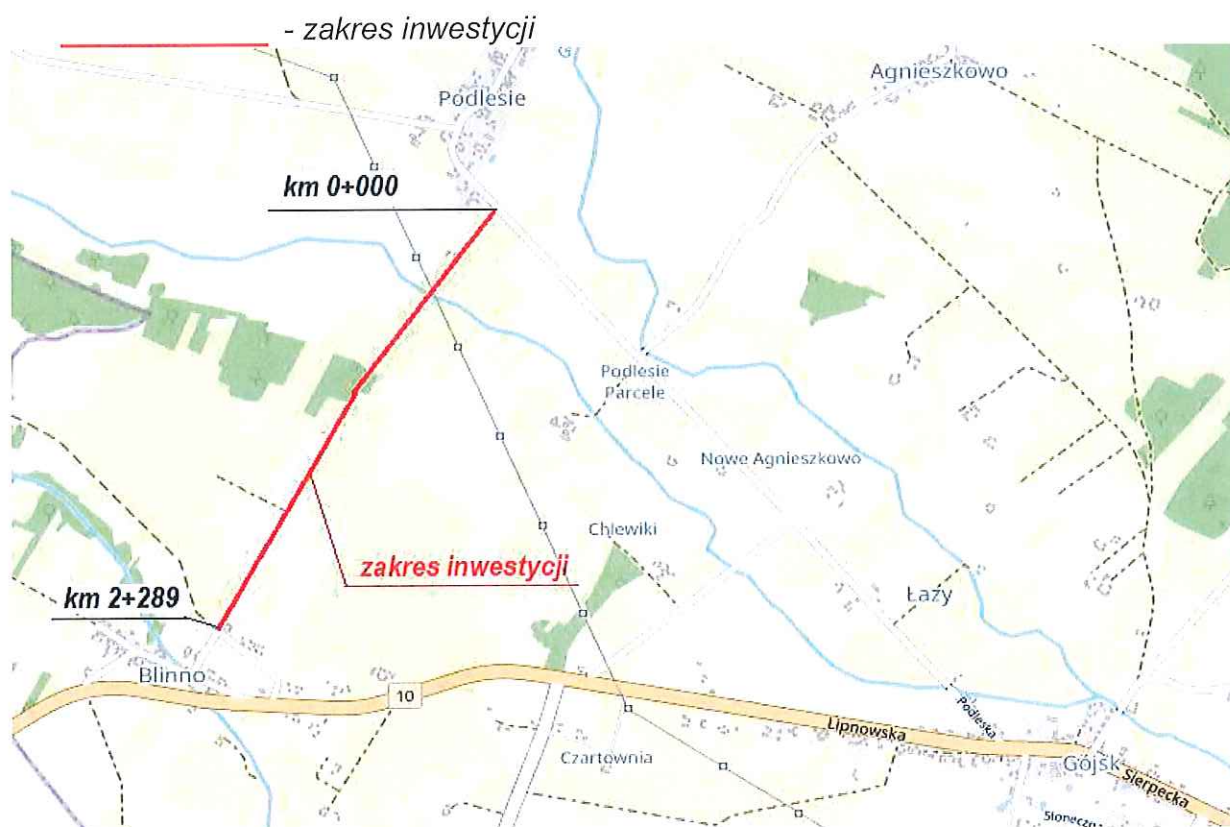 - zakres inwestycji
Agnieszkowo
Podlesie
km 0+000
Podlesie
Parcele
Nowe Agnieszkowo
Chlewiki
zakres inwestycji
km 2+289
Łazy
Blinno
10
Podleska
Lipnowska
Czartownia
Gójsk
Sierpecka